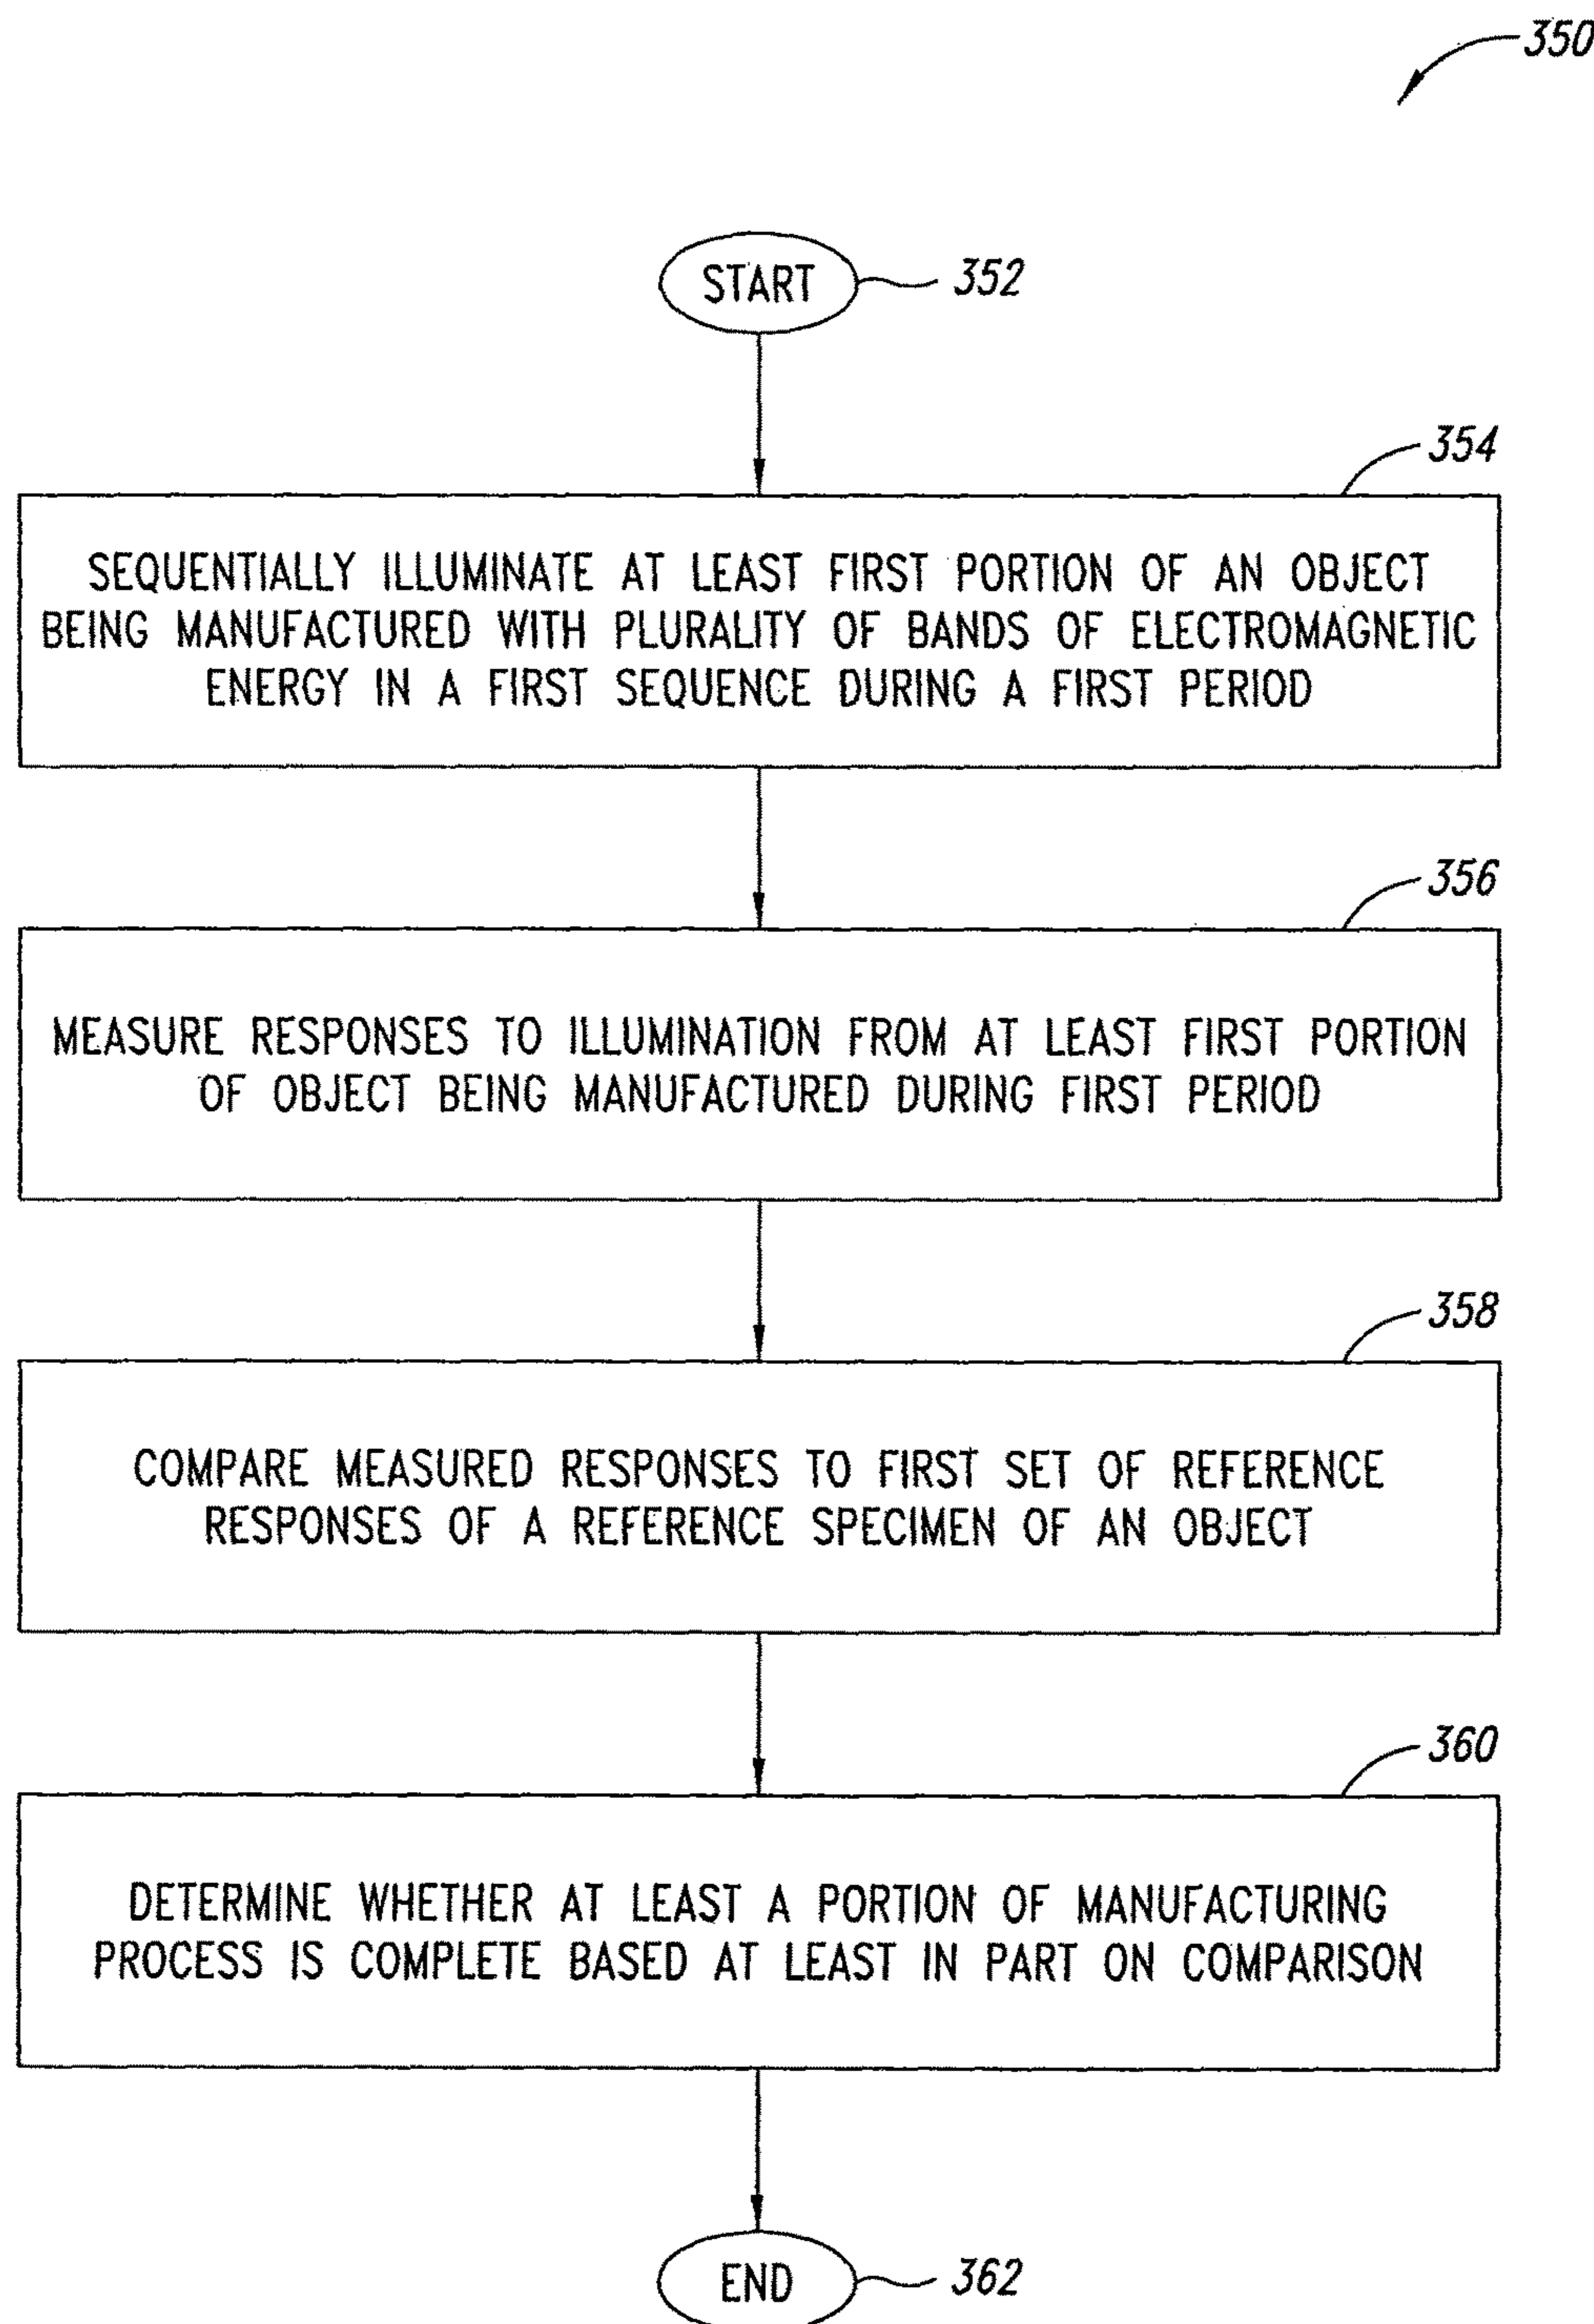 350
START
352
354
SEQUENTIALLY ILLUMINATE AT LEAST FIRST PORTION OF AN OBJECT
BEING MANUFACTURED WITH PLURALITY OF BANDS OF ELECTROMAGNETIC
ENERGY IN A FIRST SEQUENCE DURING A FIRST PERIOD
356
MEASURE RESPONSES TO ILLUMINATION FROM AT LEAST FIRST PORTION
OF OBJECT BEING MANUFACTURED DURING FIRST PERIOD
358
COMPARE MEASURED RESPONSES TO FIRST SET OF REFERENCE
RESPONSES OF A REFERENCE SPECIMEN OF AN OBJECT
360
DETERMINE WHETHER AT LEAST A PORTION OF MANUFACTURING
PROCESS IS COMPLETE BASED AT LEAST IN PART ON COMPARISON
END
362